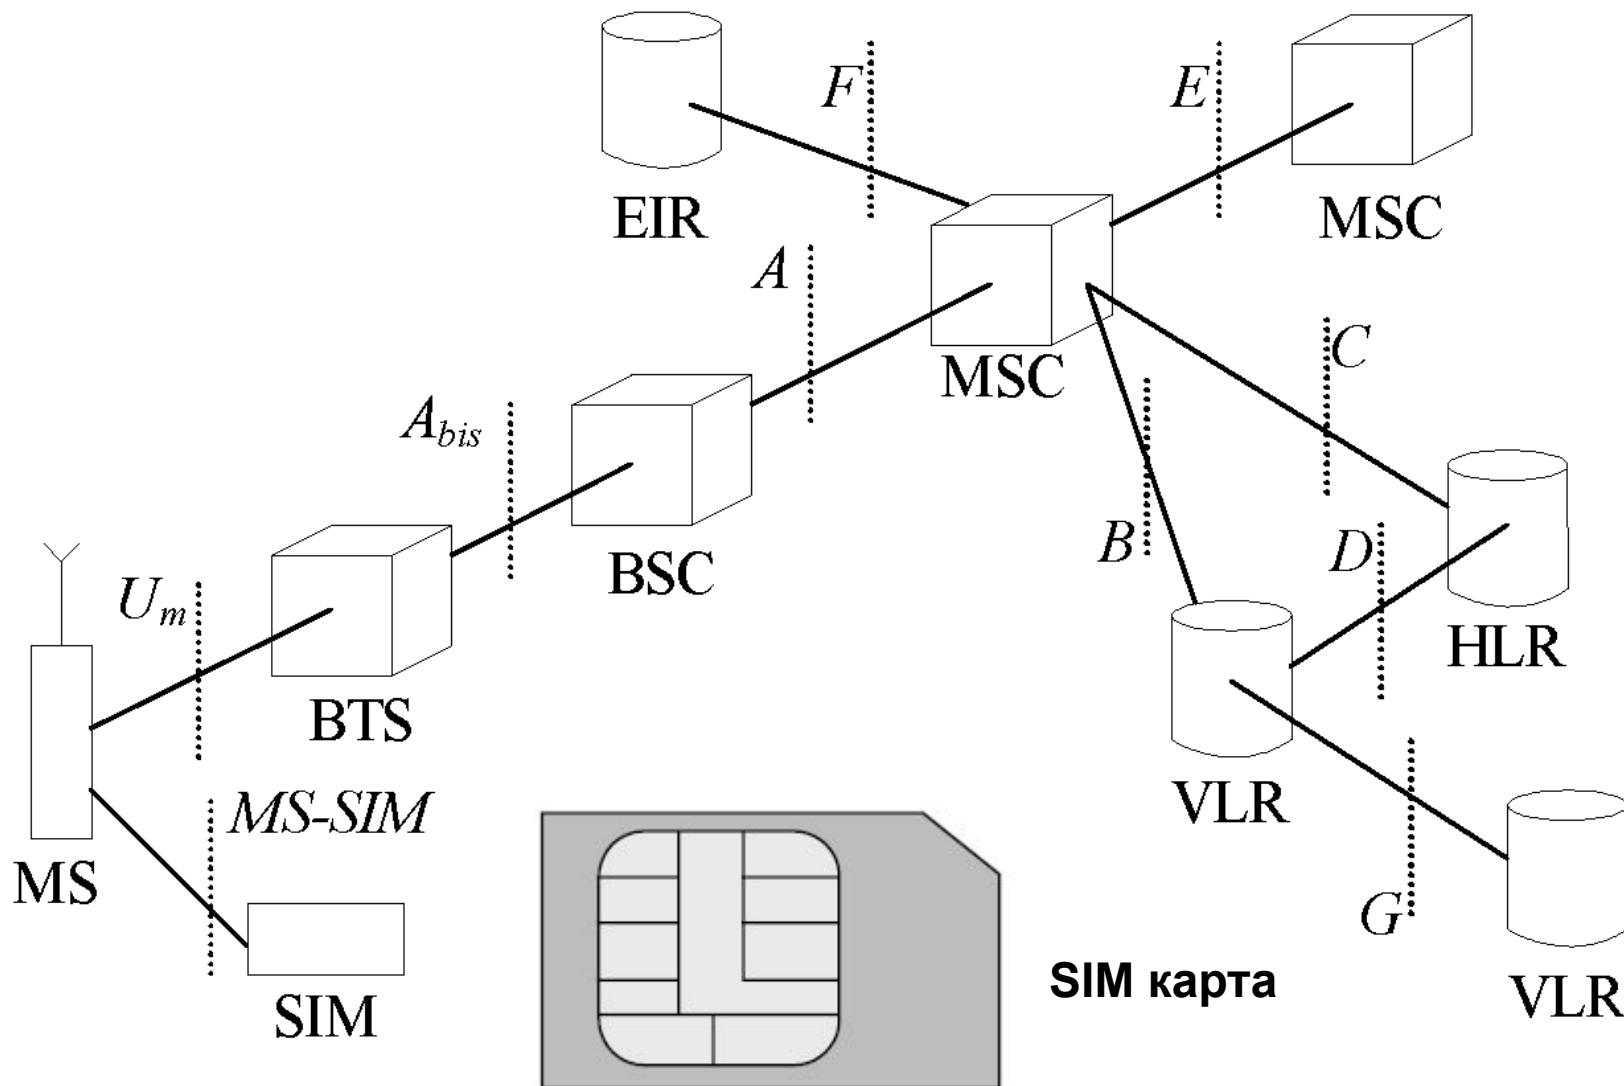 F
E
EIR
MSC
A
MSC
C
A_bis
B
D
BSC
U_m
HLR
BTS
VLR
MS-SIM
MS
G
SIM карта
SIM
VLR